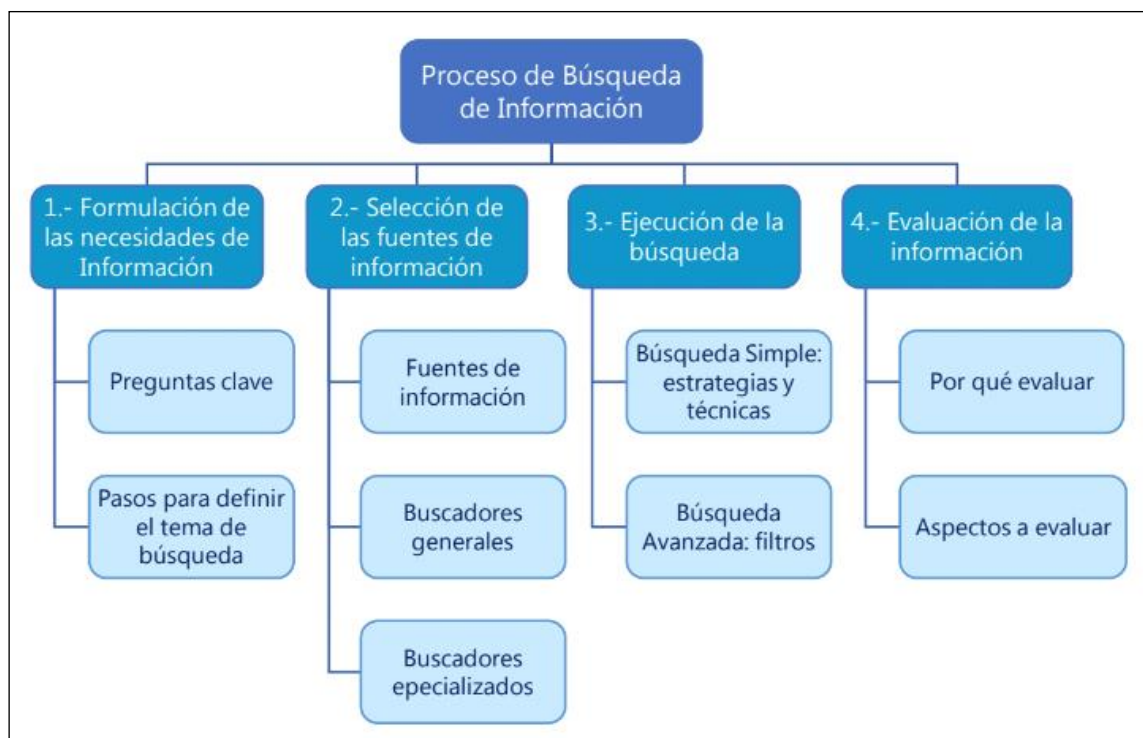 Proceso de Búsqueda
de Información
1.- Formulación de
las necesidades de
Información
2.- Selección de
las fuentes de
información
3.- Ejecución de la
búsqueda
4.- Evaluación de la
información
Preguntas clave
Pasos para definir
el tema de
búsqueda
Fuentes de
información
Buscadores
generales
Buscadores
epecializados
Búsqueda Simple:
estrategias y
técnicas
Búsqueda
Avanzada: filtros
Por qué evaluar
Aspectos a evaluar